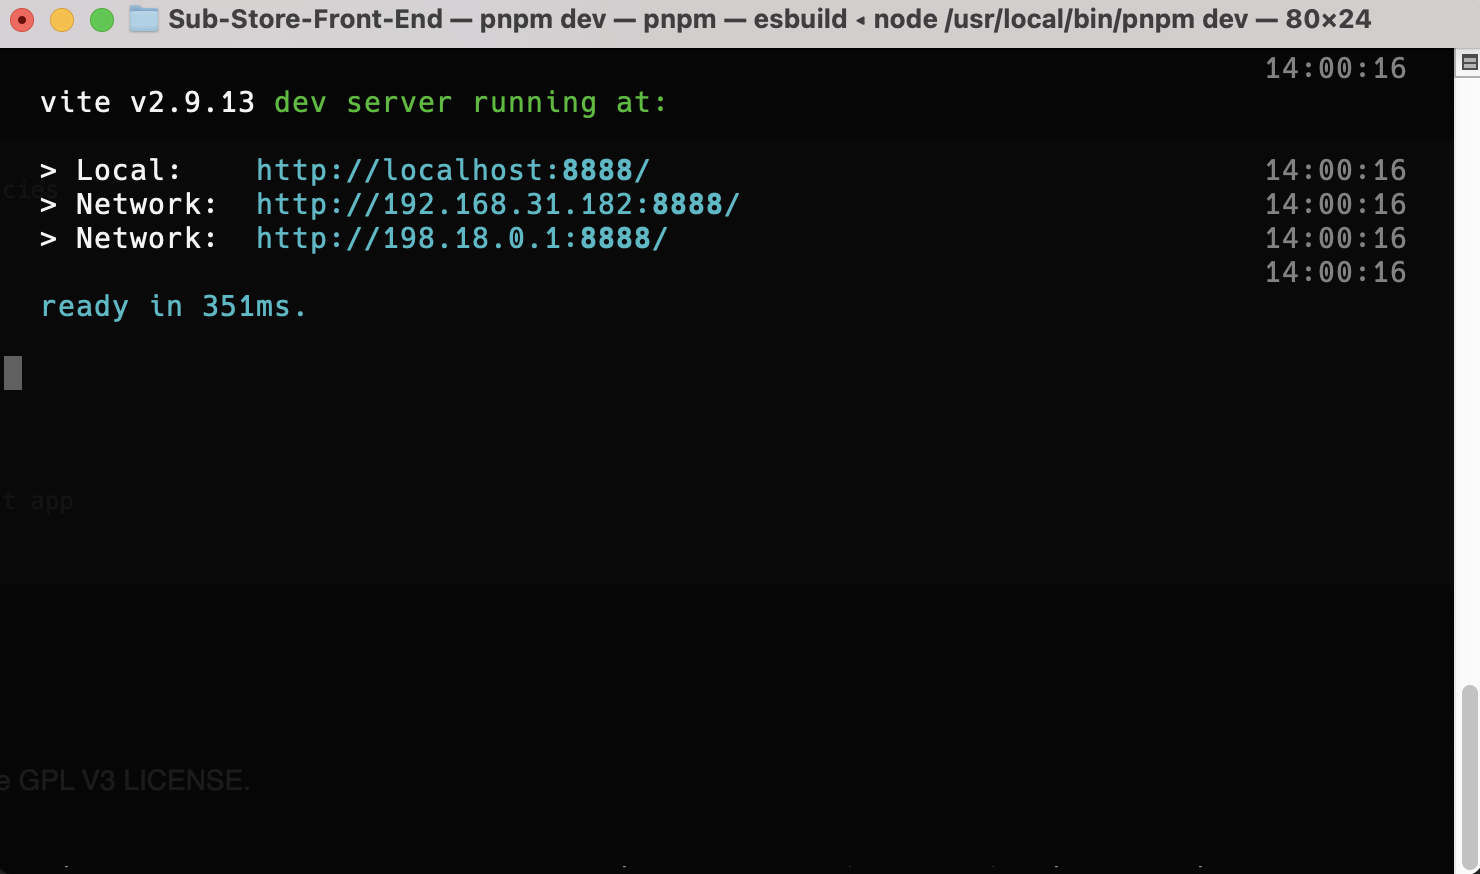 Sub-Store-Front-End — pnpm dev — pnpm — esbuild ◂ node /usr/local/bin/pnpm dev — 80×24
14:00:16
vite v2.9.13 dev server running at:
> Local: http://localhost:8888/ 14:00:16
cies
> Network: http://192.168.31.182:8888/ 14:00:16
> Network: http://198.18.0.1:8888/ 14:00:16
14:00:16
ready in 351ms.
t app
e GPL V3 LICENSE.